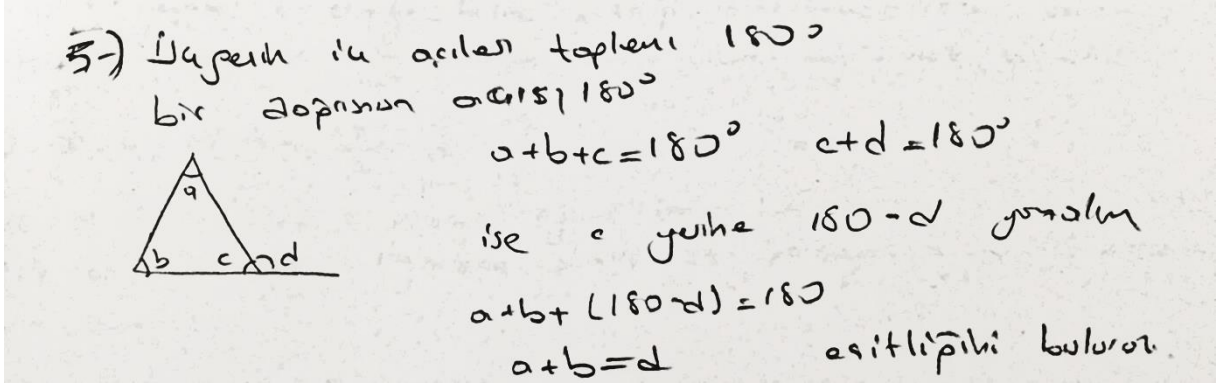 5-) Üçgenin iç açıları toplamı 180°
bir doğrunun açısı 180°
a+b+c=180° c+d=180°
a
b c d
ise c yerine 180-d yazalım
a+b+(180-d)=180
a+b=d eşitliğini buluruz.